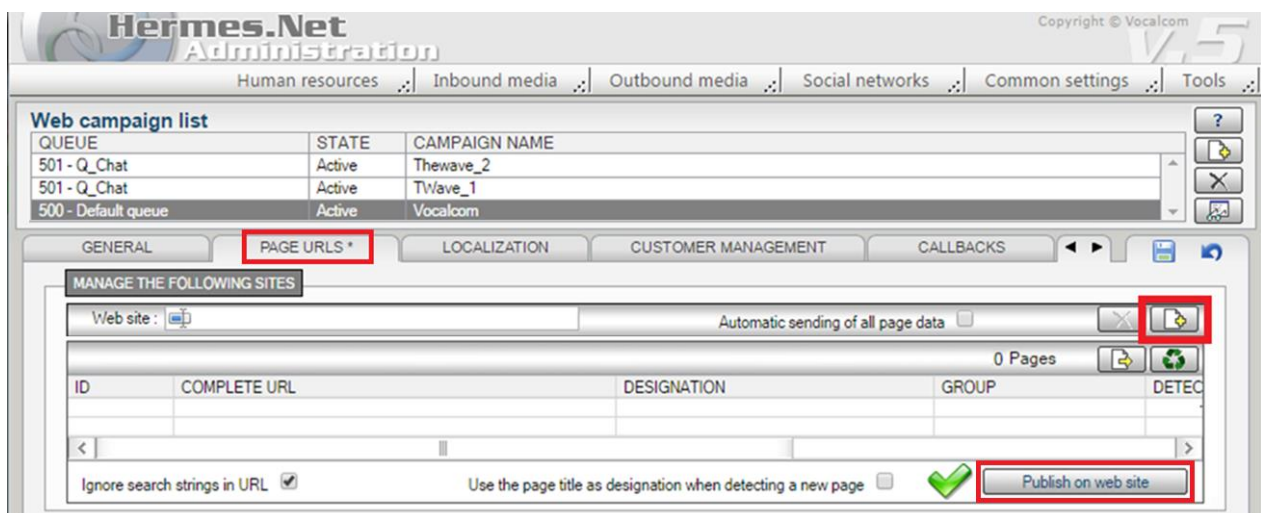 Hermes.Net
Administration
Copyright © Vocalcom
V.5
Human resources Inbound media Outbound media Social networks Common settings Tools
Web campaign list
?
QUEUE STATE CAMPAIGN NAME
501 - Q_Chat Active Thewave_2
501 - Q_Chat Active TWave_1
500 - Default queue Active Vocalcom
GENERAL PAGE URLS * LOCALIZATION CUSTOMER MANAGEMENT CALLBACKS
MANAGE THE FOLLOWING SITES
Web site : Automatic sending of all page data
0 Pages
ID COMPLETE URL DESIGNATION GROUP DETEC
Ignore search strings in URL Use the page title as designation when detecting a new page Publish on web site